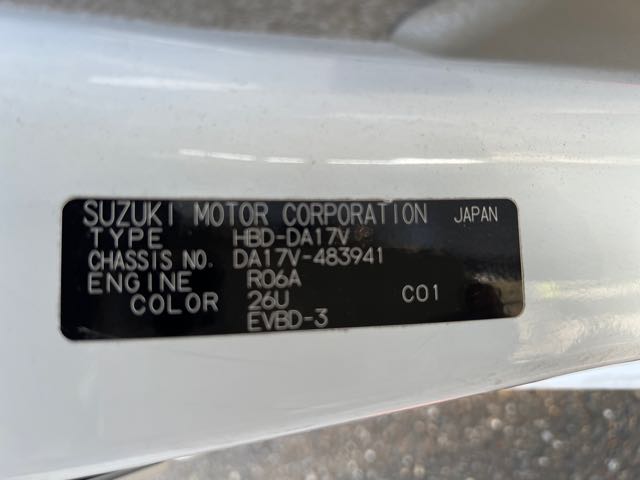 SUZUKI MOTOR CORPORATION JAPAN
TYPE HBD-DA17V
CHASSIS NO. DA17V-483941
ENGINE R06A
COLOR 26U C01
EVBD-3